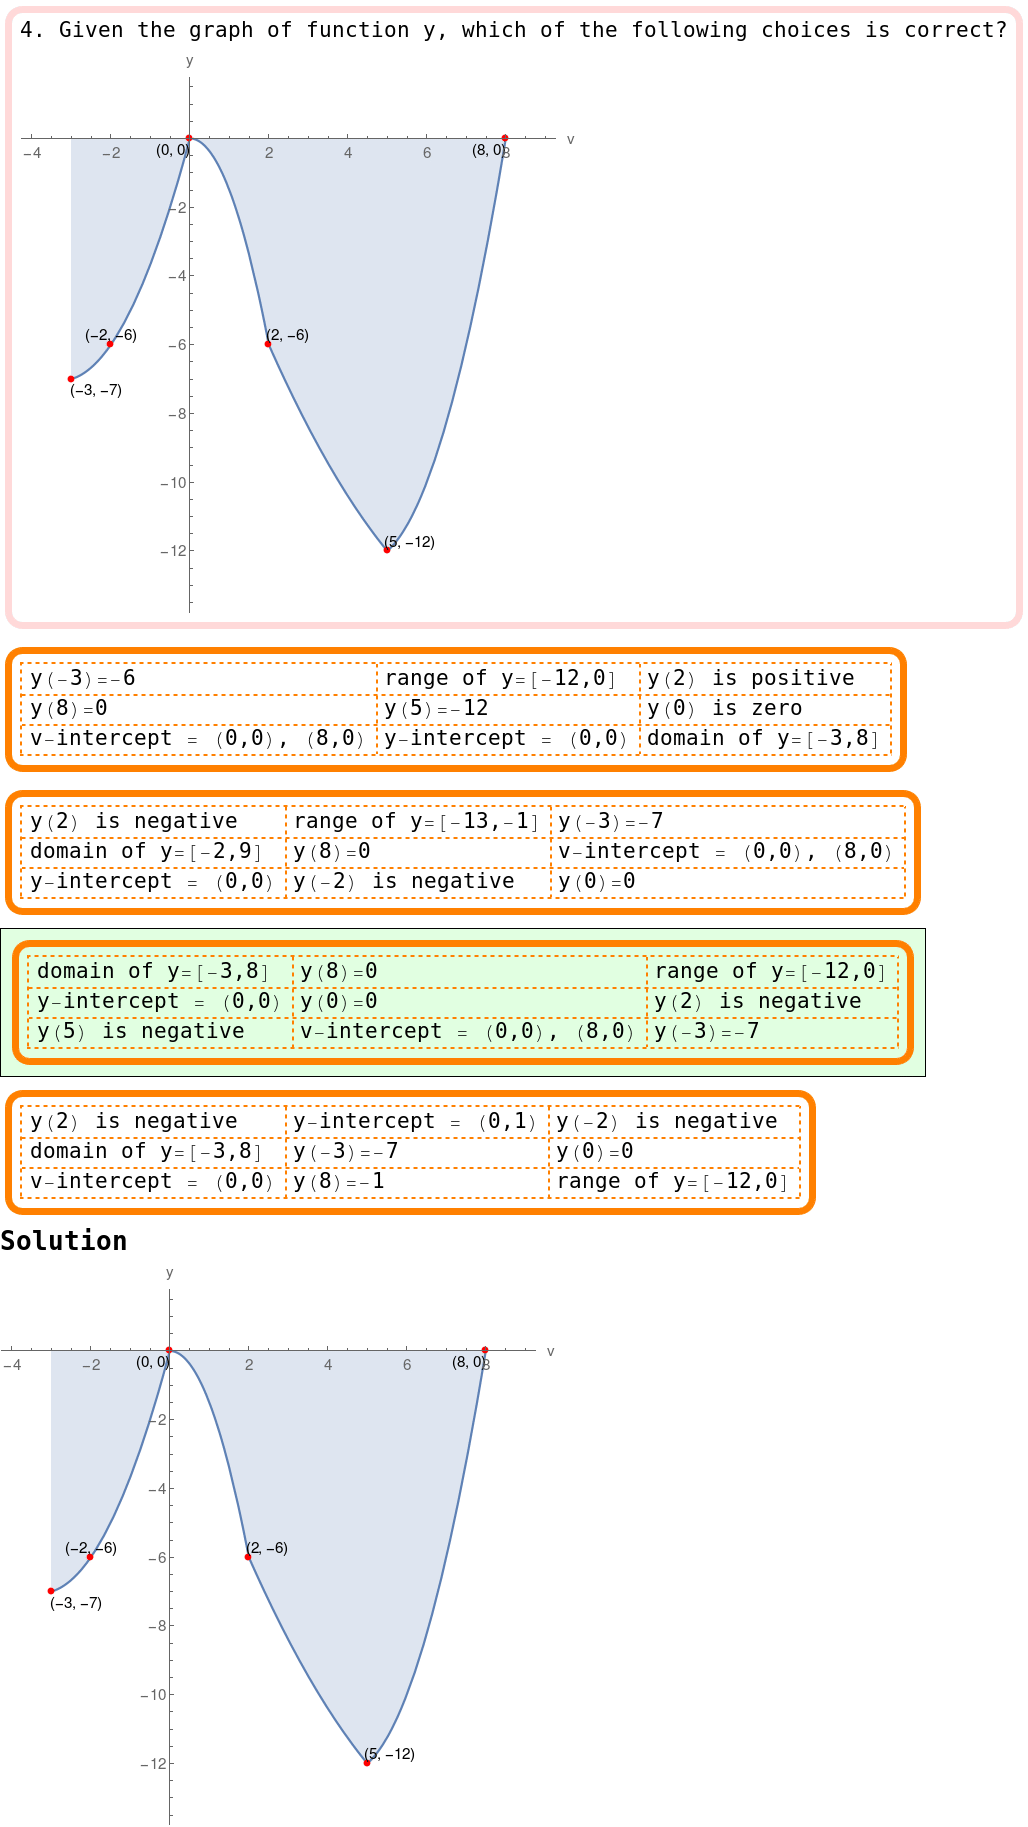 4. Given the graph of function y, which of the following choices is correct?
y
v
(0, 0)
(8, 0)
−4 −2 2 4 6 8
−2
−4
(−2, −6) −6 (2, −6)
(−3, −7)
−8
−10
(5, −12)
−12
y(−3)=−6 range of y=[−12,0] y(2) is positive
y(8)=0 y(5)=−12 y(0) is zero
v−intercept = (0,0), (8,0) y−intercept = (0,0) domain of y=[−3,8]
y(2) is negative range of y=[−13,−1] y(−3)=−7
domain of y=[−2,9] y(8)=0 v−intercept = (0,0), (8,0)
y−intercept = (0,0) y(−2) is negative y(0)=0
domain of y=[−3,8] y(8)=0 range of y=[−12,0]
y−intercept = (0,0) y(0)=0 y(2) is negative
y(5) is negative v−intercept = (0,0), (8,0) y(−3)=−7
y(2) is negative y−intercept = (0,1) y(−2) is negative
domain of y=[−3,8] y(−3)=−7 y(0)=0
v−intercept = (0,0) y(8)=−1 range of y=[−12,0]
Solution
y
v
(0, 0)
(8, 0)
−4 −2 2 4 6 8
−2
−4
(−2, −6) −6 (2, −6)
(−3, −7)
−8
−10
(5, −12)
−12